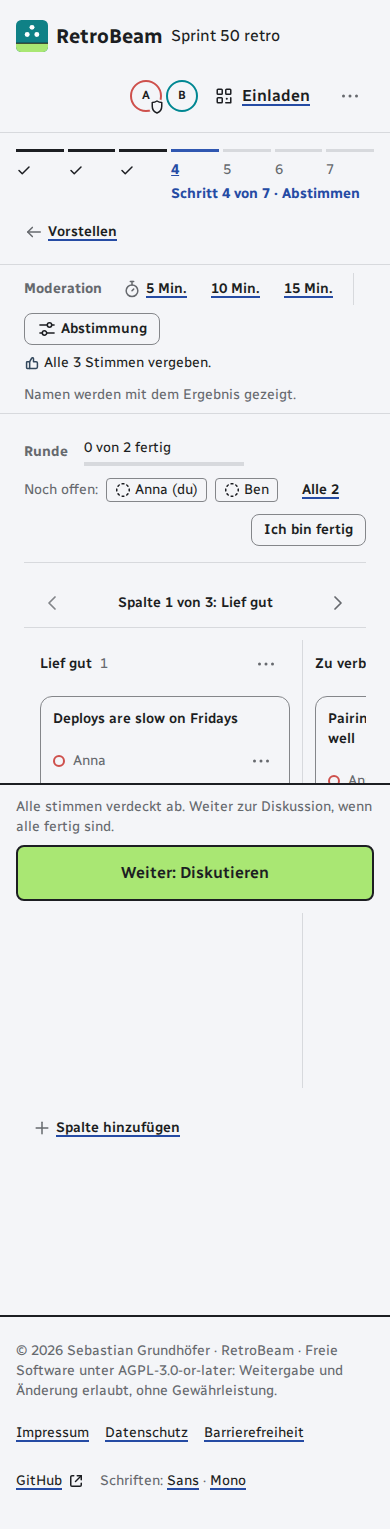 RetroBeam Sprint 50 retro
A B Einladen
4 5 6 7
Schritt 4 von 7 · Abstimmen
Vorstellen
Moderation 5 Min. 10 Min. 15 Min.
Abstimmung
Alle 3 Stimmen vergeben.
Namen werden mit dem Ergebnis gezeigt.
Runde 0 von 2 fertig
Noch offen: Anna (du) Ben Alle 2
Ich bin fertig
Spalte 1 von 3: Lief gut
Lief gut 1 Zu verb
Deploys are slow on Fridays Pairin
well
Anna An
Alle stimmen verdeckt ab. Weiter zur Diskussion, wenn
alle fertig sind.
Weiter: Diskutieren
Spalte hinzufügen
© 2026 Sebastian Grundhöfer · RetroBeam · Freie
Software unter AGPL-3.0-or-later: Weitergabe und
Änderung erlaubt, ohne Gewährleistung.
Impressum Datenschutz Barrierefreiheit
GitHub Schriften: Sans · Mono